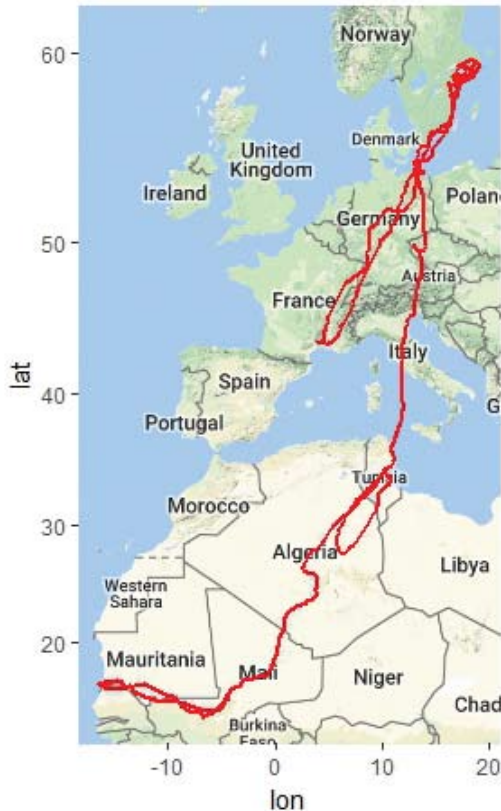 60
Norway
Denmark
United
Kingdom
Ireland
Polan
Germany
50
Austria
France
lat
Italy
40
Spain
G
Portugal
Tunisia
Morocco
30
Algeria
Libya
Western
Sahara
20
Mauritania
Mali
Niger
Chad
Burkina
Faso
-10
0
10
20
lon